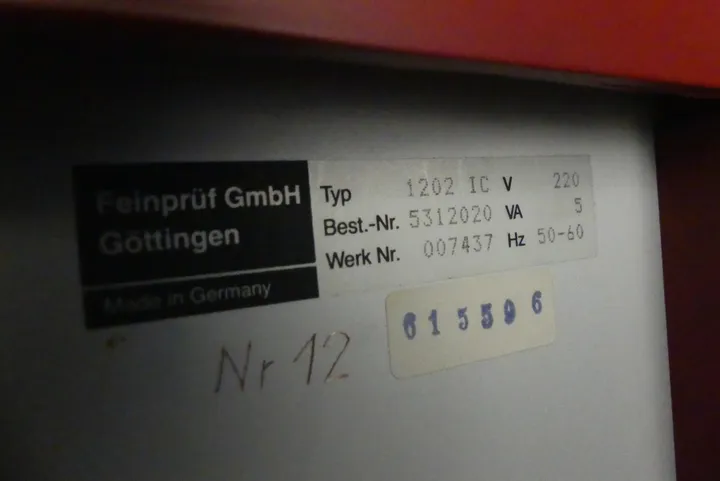 Feinprüf GmbH
Göttingen
Made in Germany
Typ 1202 IC V 220
Best.-Nr. 5312020 VA 5
Werk Nr. 007437 Hz 50-60
615596
Nr 12